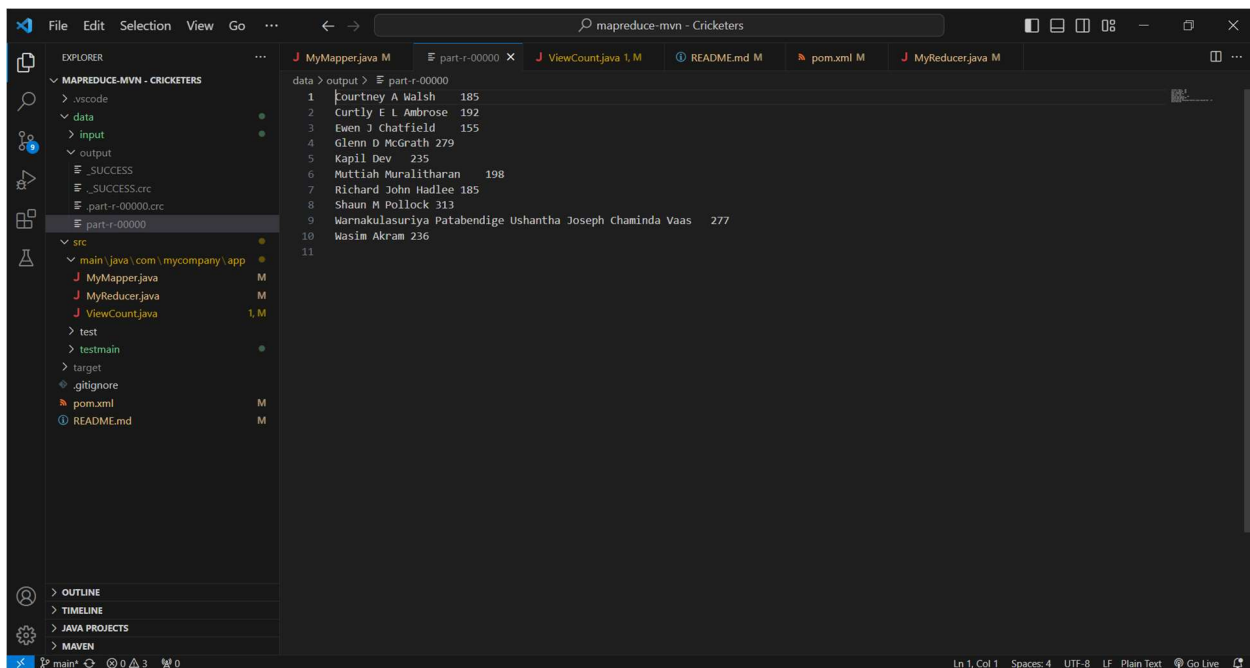 File Edit Selection View Go ··· mapreduce-mvn - Cricketers
EXPLORER
MAPREDUCE-MVN - CRICKETERS
.vscode
data
input
output
_SUCCESS
._SUCCESS.crc
.part-r-00000.crc
part-r-00000
src
main\java\com\mycompany\app
MyMapper.java M
MyReducer.java M
ViewCount.java 1, M
test
testmain
target
.gitignore
pom.xml M
README.md M
OUTLINE
TIMELINE
JAVA PROJECTS
MAVEN
9
MyMapper.java M part-r-00000 ViewCount.java 1, M README.md M pom.xml M MyReducer.java M
data > output > part-r-00000
1 Courtney A Walsh 185
2 Curtly E L Ambrose 192
3 Ewen J Chatfield 155
4 Glenn D McGrath 279
5 Kapil Dev 235
6 Muttiah Muralitharan 198
7 Richard John Hadlee 185
8 Shaun M Pollock 313
9 Warnakulasuriya Patabendige Ushantha Joseph Chaminda Vaas 277
10 Wasim Akram 236
11
main* 0 3 0 Ln 1, Col 1 Spaces: 4 UTF-8 LF Plain Text Go Live